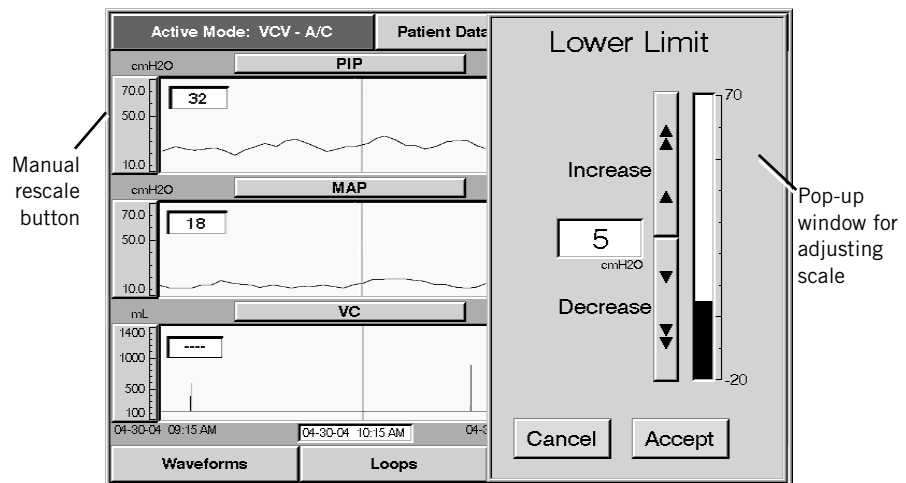 Active Mode: VCV - A/C
Patient Data
cmH2O
PIP
70.0
50.0
10.0
32
Manual
rescale
button
cmH2O
MAP
70.0
50.0
10.0
18
mL
VC
1400
1000
500
100
----
04-30-04 09:15 AM
04-30-04 10:15 AM
04-3
Waveforms
Loops
Lower Limit
70
Increase
5
cmH2O
Decrease
-20
Cancel
Accept
Pop-up
window for
adjusting
scale